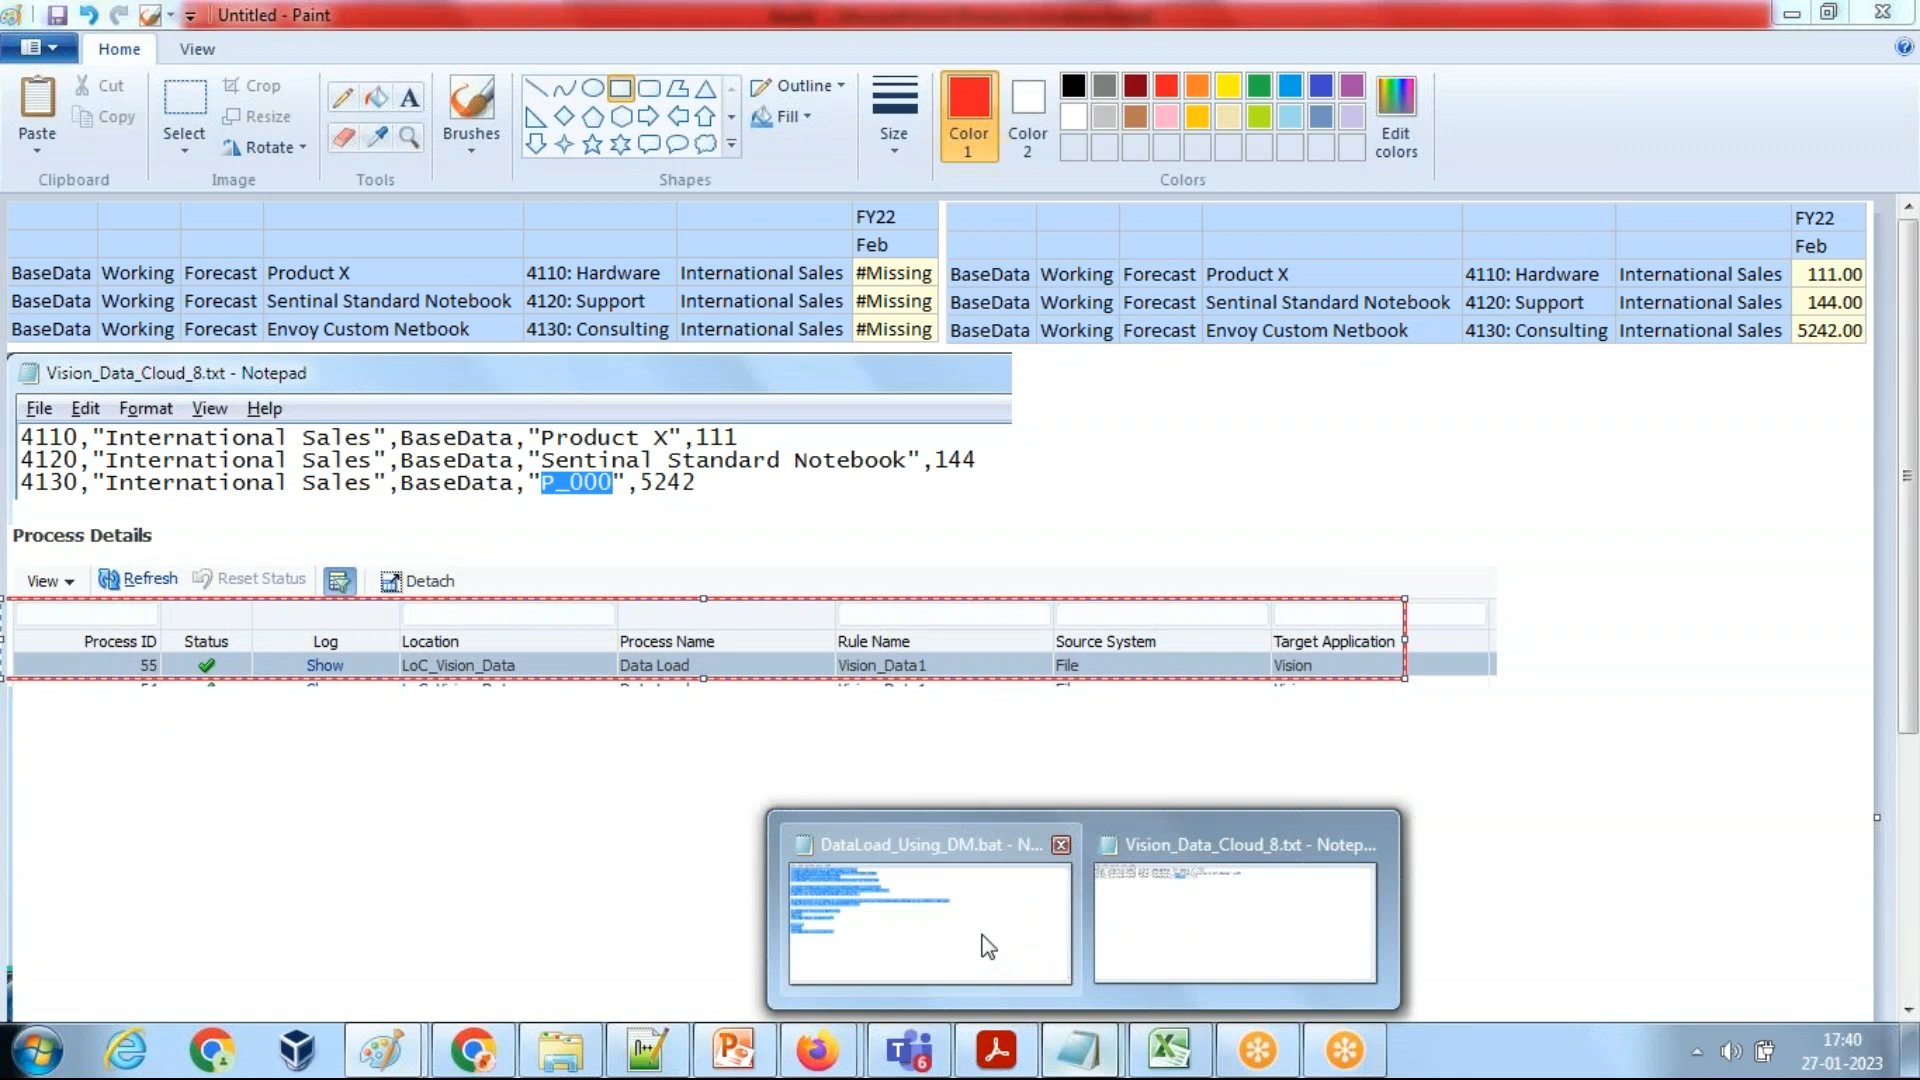 Untitled - Paint
Home View
Paste
Cut
Copy
Clipboard
Select
Crop
Resize
Rotate
Image
Tools
Brushes
Shapes
Outline
Fill
Size
Color 1
Color 2
Edit colors
Colors
FY22
Feb
BaseData Working Forecast Product X 4110: Hardware International Sales #Missing
BaseData Working Forecast Sentinal Standard Notebook 4120: Support International Sales #Missing
BaseData Working Forecast Envoy Custom Netbook 4130: Consulting International Sales #Missing
FY22
Feb
BaseData Working Forecast Product X 4110: Hardware International Sales 111.00
BaseData Working Forecast Sentinal Standard Notebook 4120: Support International Sales 144.00
BaseData Working Forecast Envoy Custom Netbook 4130: Consulting International Sales 5242.00
Vision_Data_Cloud_8.txt - Notepad
File Edit Format View Help
4110,"International Sales",BaseData,"Product X",111
4120,"International Sales",BaseData,"Sentinal Standard Notebook",144
4130,"International Sales",BaseData,"P_000",5242
Process Details
View Refresh Reset Status Detach
Process ID Status Log Location Process Name Rule Name Source System Target Application
55 Show LoC_Vision_Data Data Load Vision_Data1 File Vision
DataLoad_Using_DM.bat - N...
Vision_Data_Cloud_8.txt - Notep...
17:40
27-01-2023